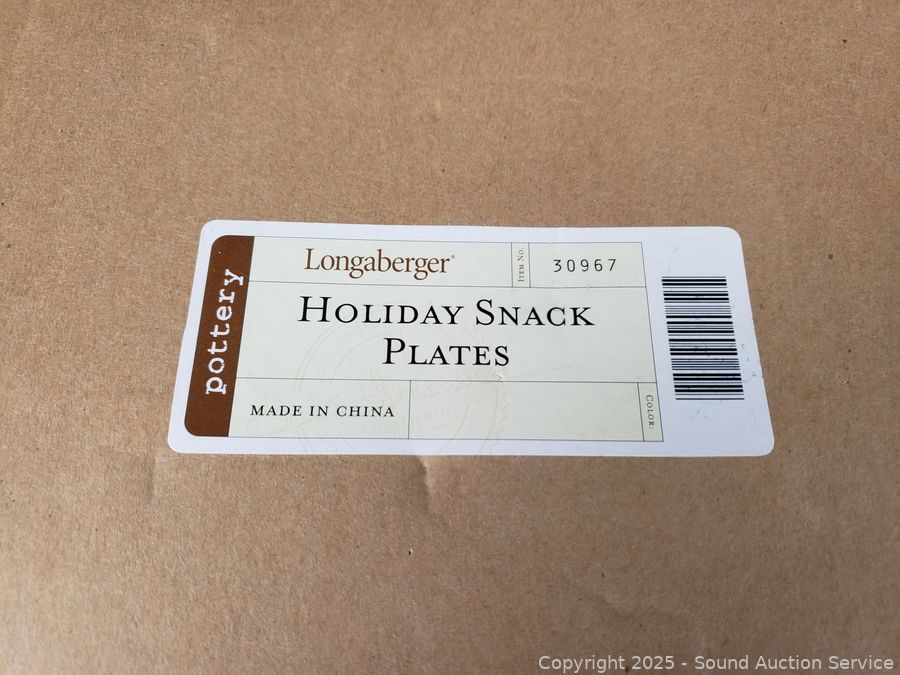 pottery
Longaberger®
Item No.
30967
Holiday Snack
Plates
MADE IN CHINA
Color:
Copyright 2025 - Sound Auction Service